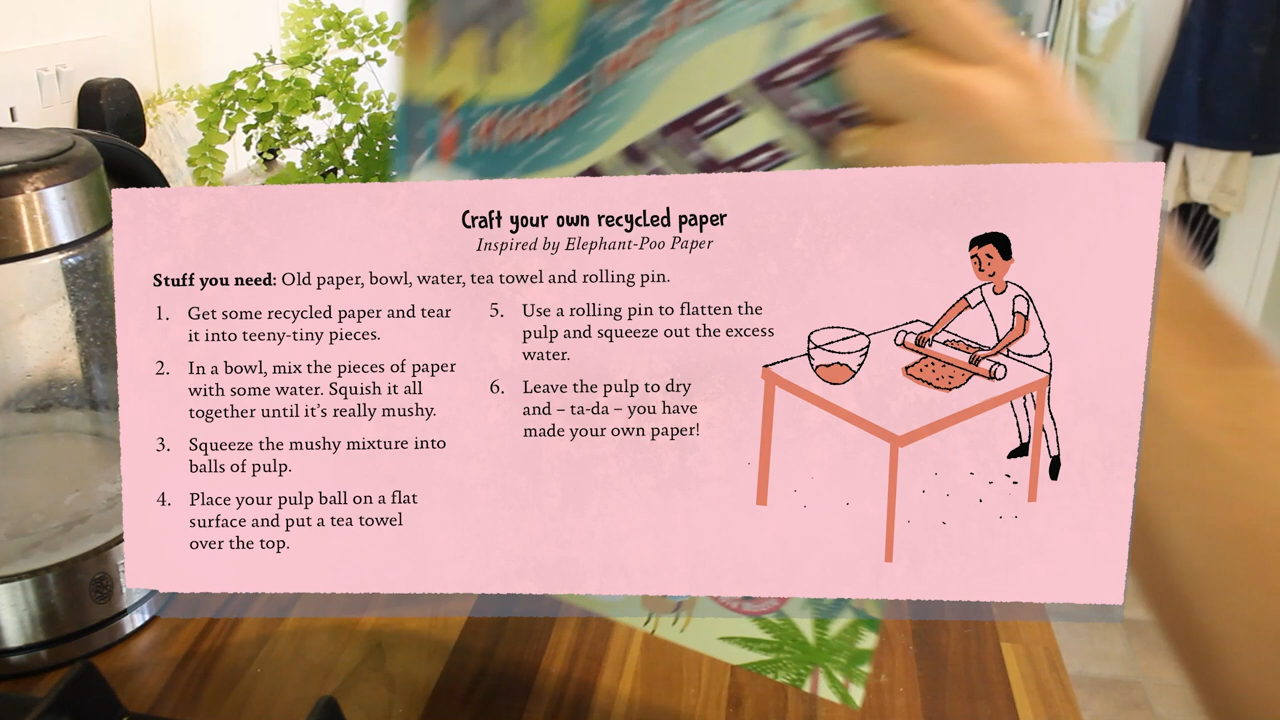 Craft your own recycled paper
Inspired by Elephant-Poo Paper
Stuff you need: Old paper, bowl, water, tea towel and rolling pin.
1. Get some recycled paper and tear
it into teeny-tiny pieces.
2. In a bowl, mix the pieces of paper
with some water. Squish it all
together until it’s really mushy.
3. Squeeze the mushy mixture into
balls of pulp.
4. Place your pulp ball on a flat
surface and put a tea towel
over the top.
5. Use a rolling pin to flatten the
pulp and squeeze out the excess
water.
6. Leave the pulp to dry
and – ta-da – you have
made your own paper!